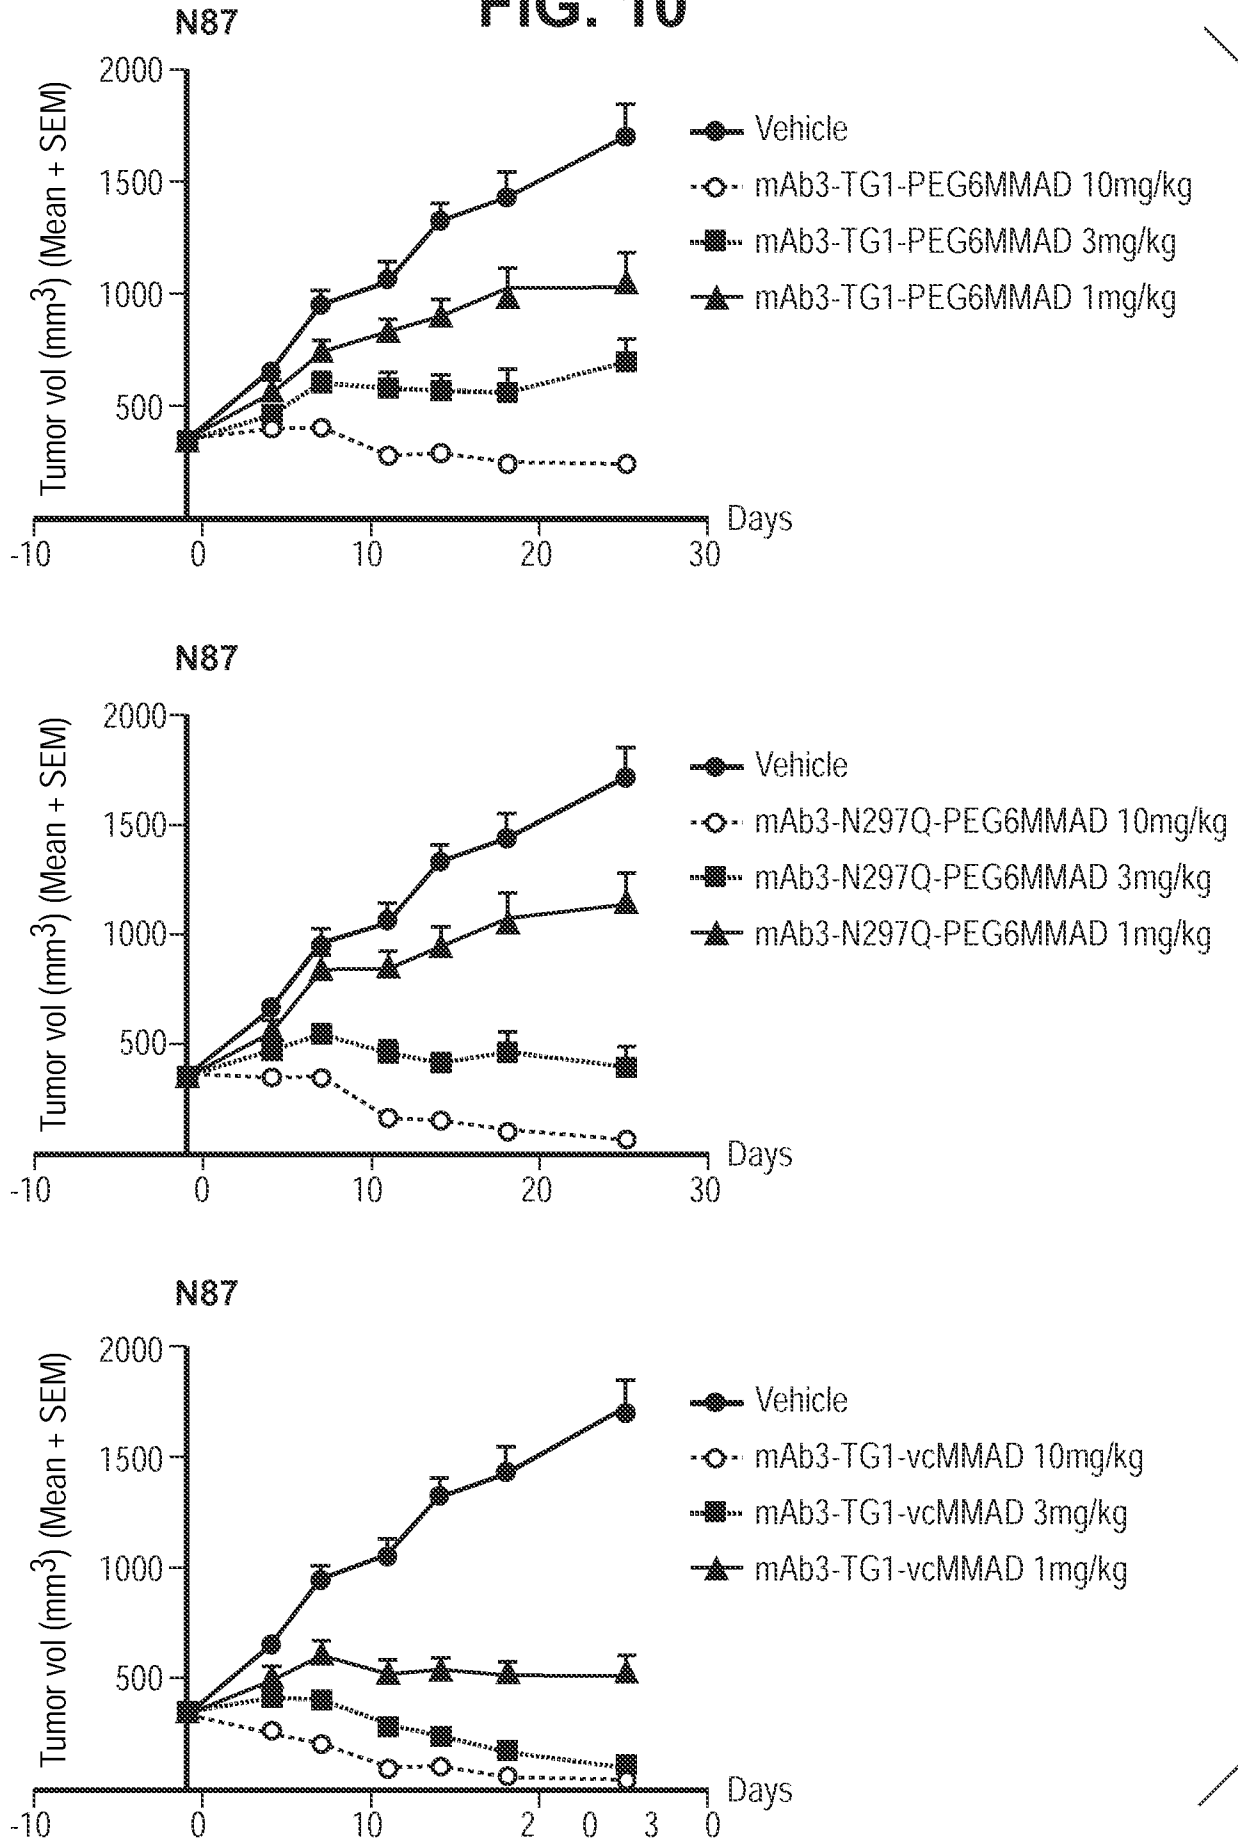 FIG. 10
N87
Tumor vol (mm3) (Mean + SEM)
2000
1500
1000
500
-10 0 10 20 30
Days
Vehicle
mAb3-TG1-PEG6MMAD 10mg/kg
mAb3-TG1-PEG6MMAD 3mg/kg
mAb3-TG1-PEG6MMAD 1mg/kg
N87
Tumor vol (mm3) (Mean + SEM)
2000
1500
1000
500
-10 0 10 20 30
Days
Vehicle
mAb3-N297Q-PEG6MMAD 10mg/kg
mAb3-N297Q-PEG6MMAD 3mg/kg
mAb3-N297Q-PEG6MMAD 1mg/kg
N87
Tumor vol (mm3) (Mean + SEM)
2000
1500
1000
500
-10 0 10 2 0 3 0
Days
Vehicle
mAb3-TG1-vcMMAD 10mg/kg
mAb3-TG1-vcMMAD 3mg/kg
mAb3-TG1-vcMMAD 1mg/kg